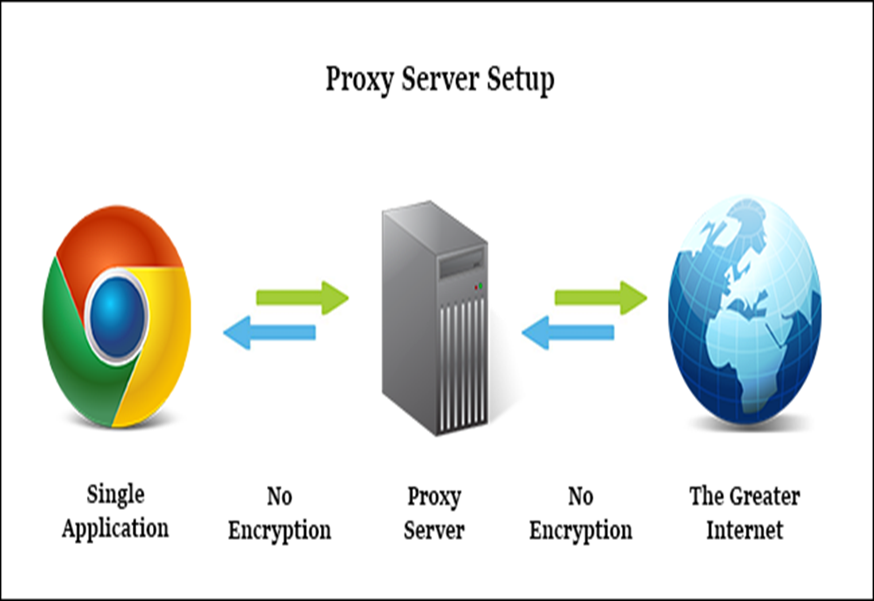 Proxy Server Setup
Single
Application
No
Encryption
Proxy
Server
No
Encryption
The Greater
Internet